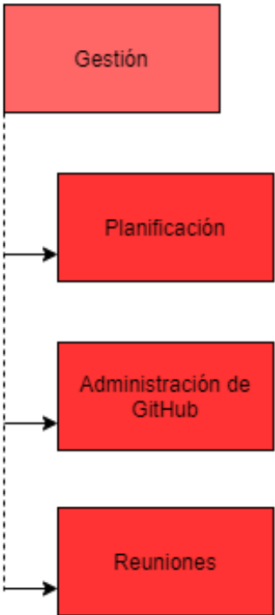 Gestión
Planificación
Administración de
GitHub
Reuniones